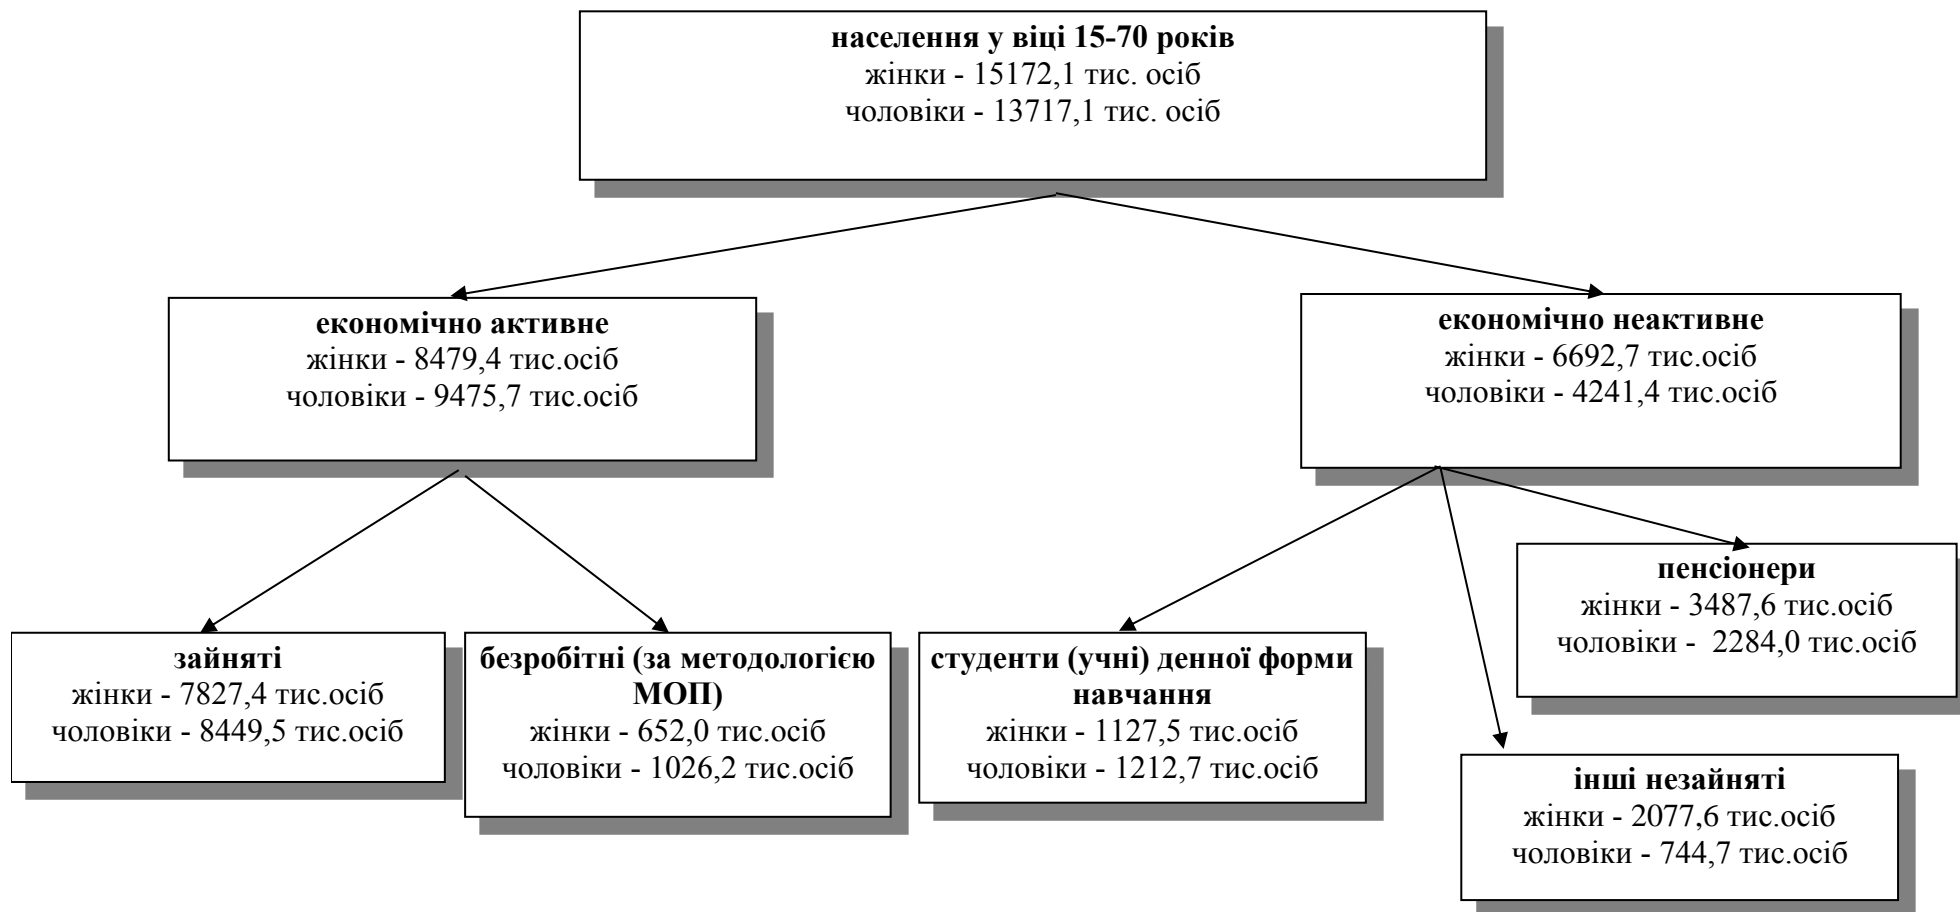 населення у віці 15-70 років
жінки - 15172,1 тис. осіб
чоловіки - 13717,1 тис. осіб
економічно активне
жінки - 8479,4 тис.осіб
чоловіки - 9475,7 тис.осіб
економічно неактивне
жінки - 6692,7 тис.осіб
чоловіки - 4241,4 тис.осіб
зайняті
жінки - 7827,4 тис.осіб
чоловіки - 8449,5 тис.осіб
безробітні (за методологією
МОП)
жінки - 652,0 тис.осіб
чоловіки - 1026,2 тис.осіб
студенти (учні) денної форми
навчання
жінки - 1127,5 тис.осіб
чоловіки - 1212,7 тис.осіб
пенсіонери
жінки - 3487,6 тис.осіб
чоловіки -  2284,0 тис.осіб
інші незайняті
жінки - 2077,6 тис.осіб
чоловіки - 744,7 тис.осіб